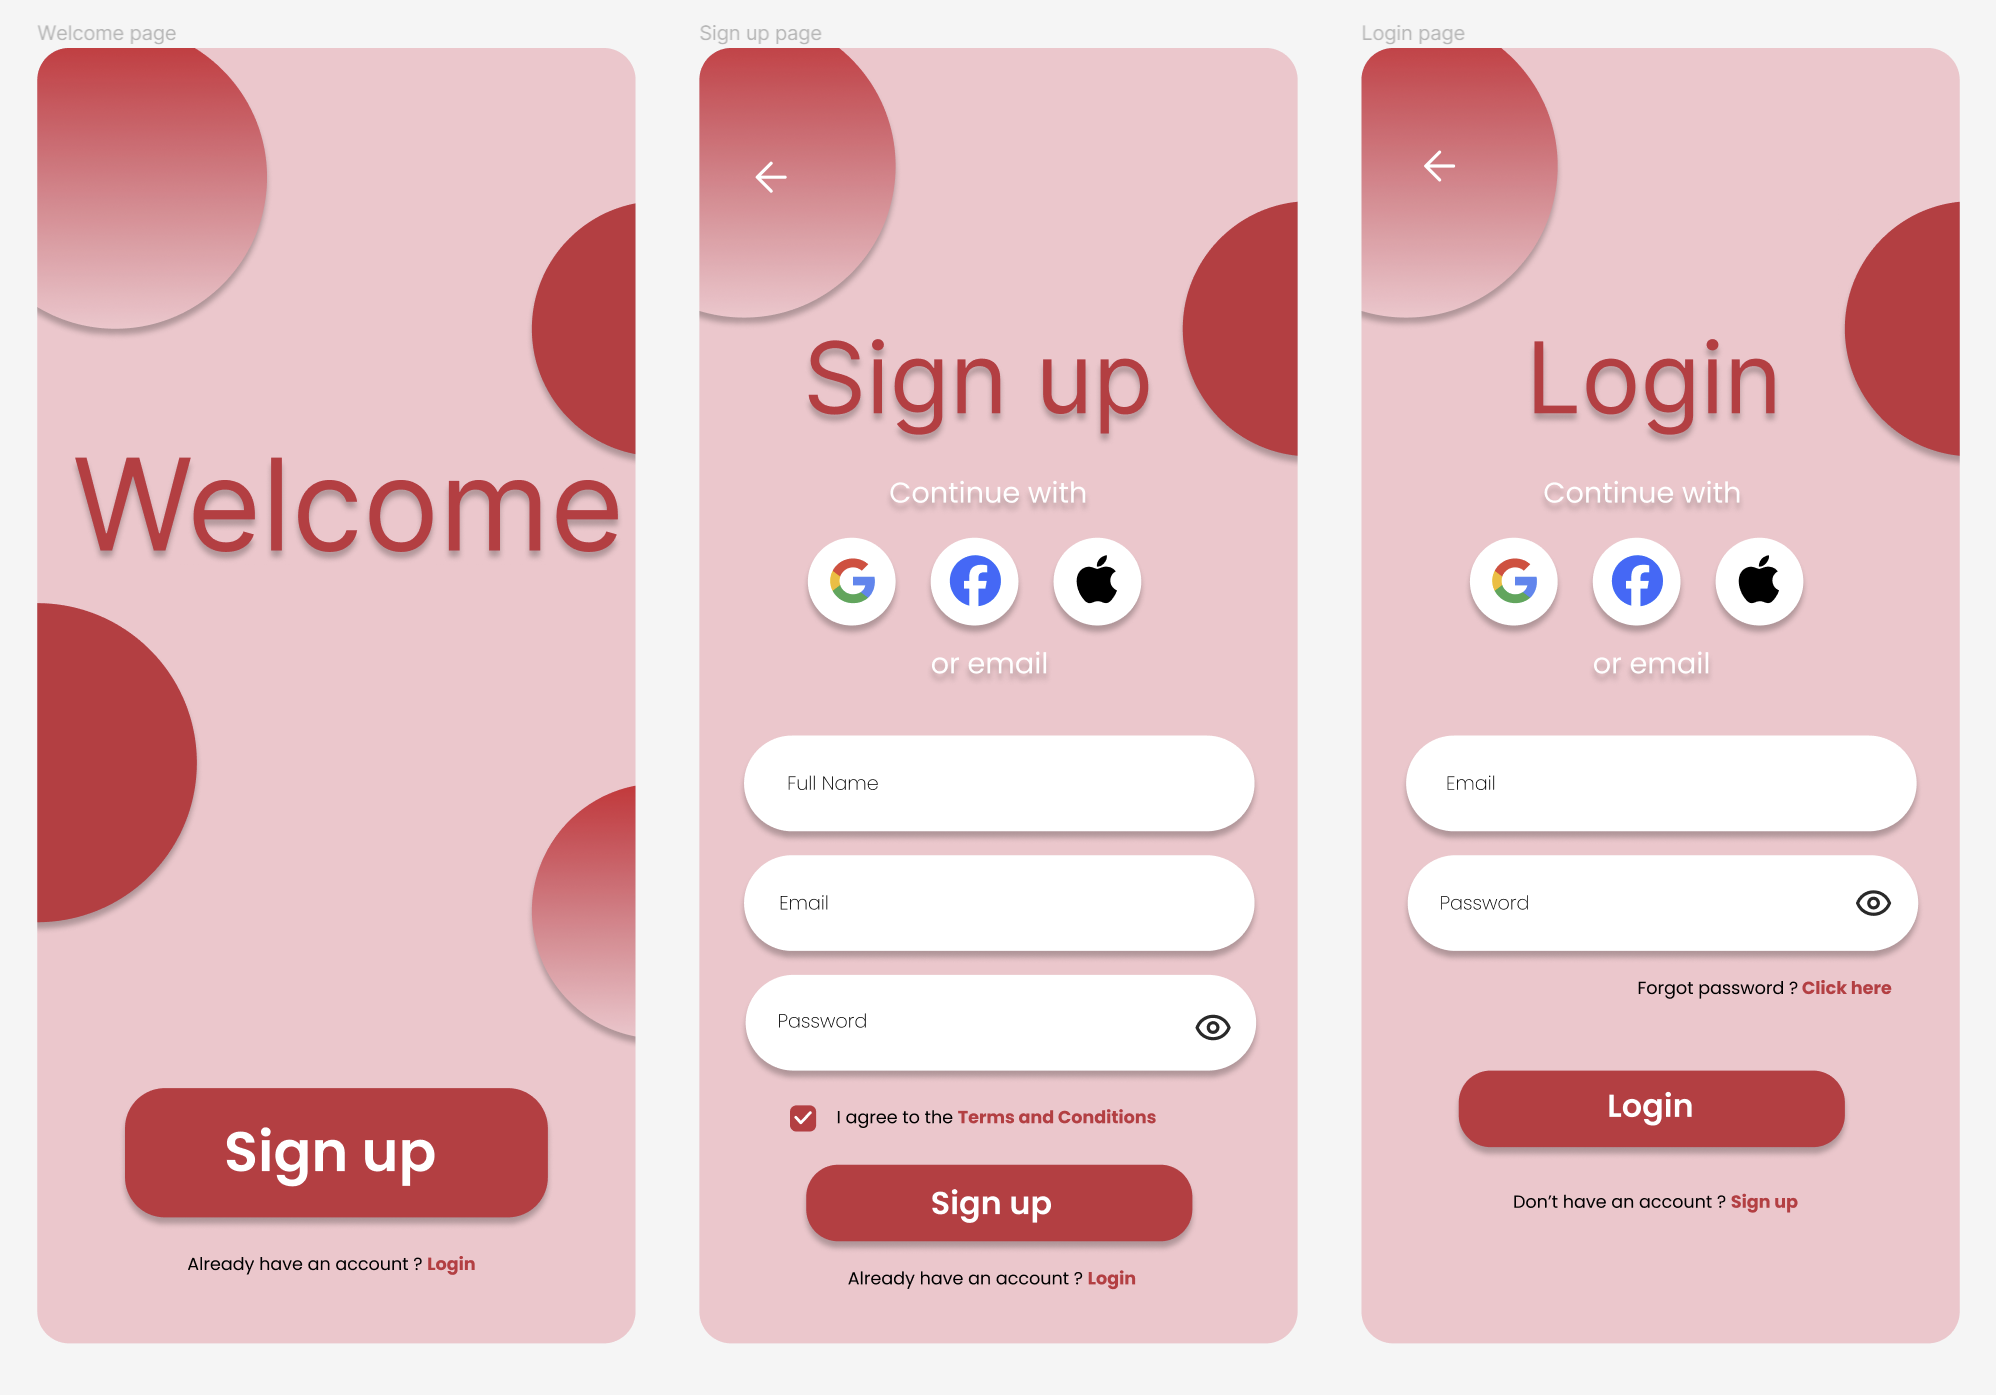 Welcome page
Welcome
Sign up
Already have an account ? Login
Sign up page
Sign up
Continue with
or email
Full Name
Email
Password
I agree to the Terms and Conditions
Sign up
Already have an account ? Login
Login page
Login
Continue with
or email
Email
Password
Forgot password ? Click here
Login
Don’t have an account ? Sign up